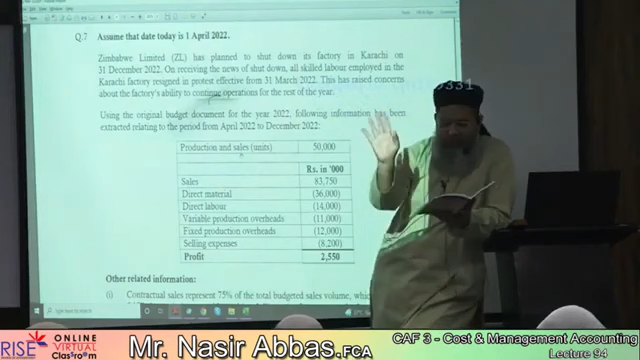 Q.7 Assume that date today is 1 April 2022.
Zimbabwe Limited (ZL) has planned to shut down its factory in Karachi on
31 December 2022. On receiving the news of shut down, all skilled labour employed in the
Karachi factory resigned in protest effective from 31 March 2022. This has raised concerns
about the factory's ability to continue operations for the rest of the year.
Using the original budget document for the year 2022, following information has been
extracted relating to the period from April 2022 to December 2022:
Production and sales (units) 50,000
Rs. in '000
Sales 83,750
Direct material (36,000)
Direct labour (14,000)
Variable production overheads (11,000)
Fixed production overheads (12,000)
Selling expenses (8,200)
Profit 2,550
Other related information:
(i) Contractual sales represent 75% of the total budgeted sales volume, which
RISE ONLINE VIRTUAL Classroom
Mr. Nasir Abbas.FCA
CAF 3 - Cost & Management Accounting
Lecture 94